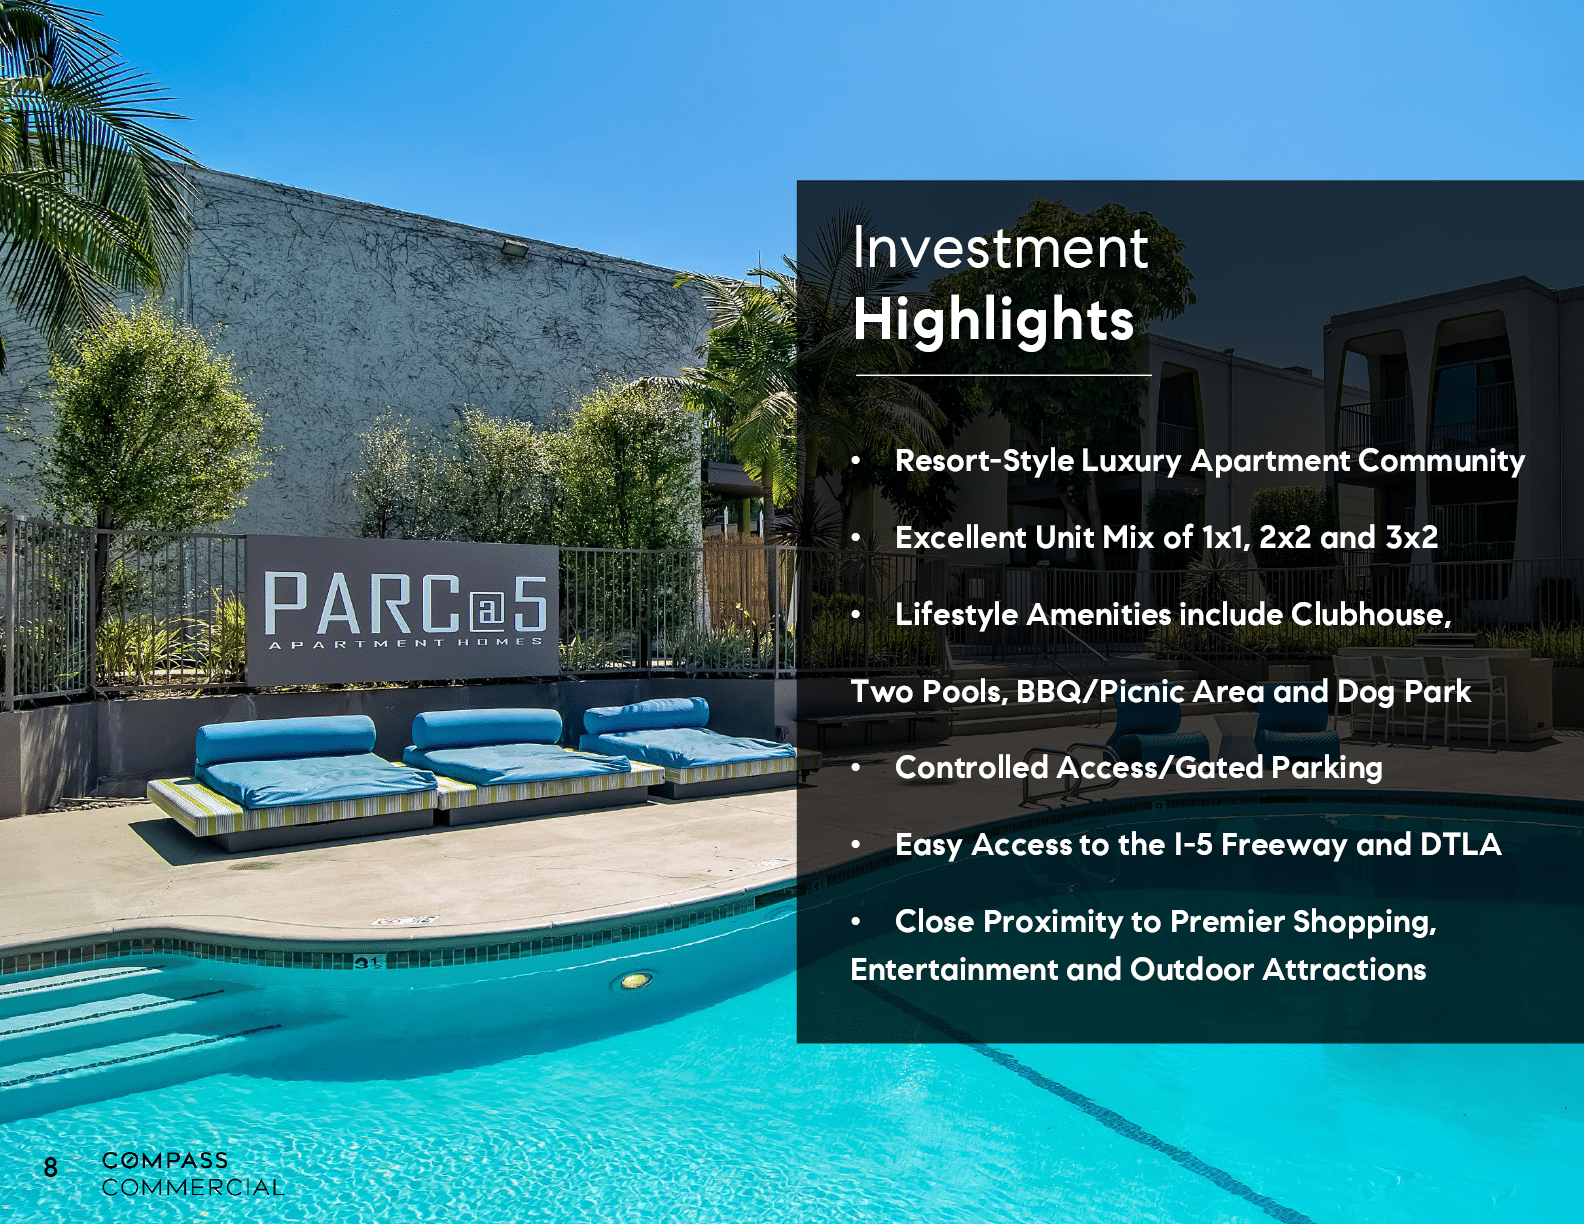 Investment
Highlights
• Resort-Style Luxury Apartment Community
• Excellent Unit Mix of 1x1, 2x2 and 3x2
• Lifestyle Amenities include Clubhouse,
Two Pools, BBQ/Picnic Area and Dog Park
• Controlled Access/Gated Parking
• Easy Access to the I-5 Freeway and DTLA
• Close Proximity to Premier Shopping,
Entertainment and Outdoor Attractions
PARC@5
APARTMENT HOMES
3½
8
COMPASS
COMMERCIAL